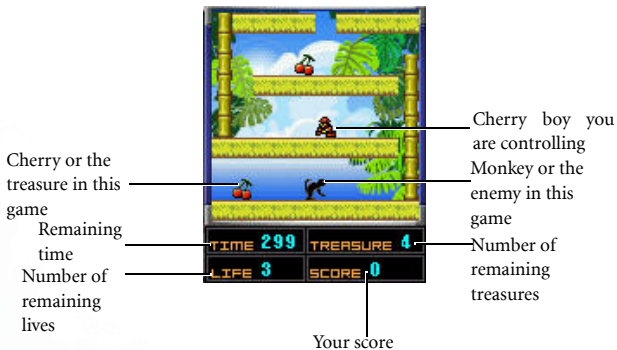 Cherry boy you
are controlling
Cherry or the
treasure in this
game
Monkey or the
enemy in this
game
Remaining
time
TIME 299
TREASURE 4
Number of
remaining
treasures
Number of
remaining
lives
LIFE 3
SCORE 0
Your score